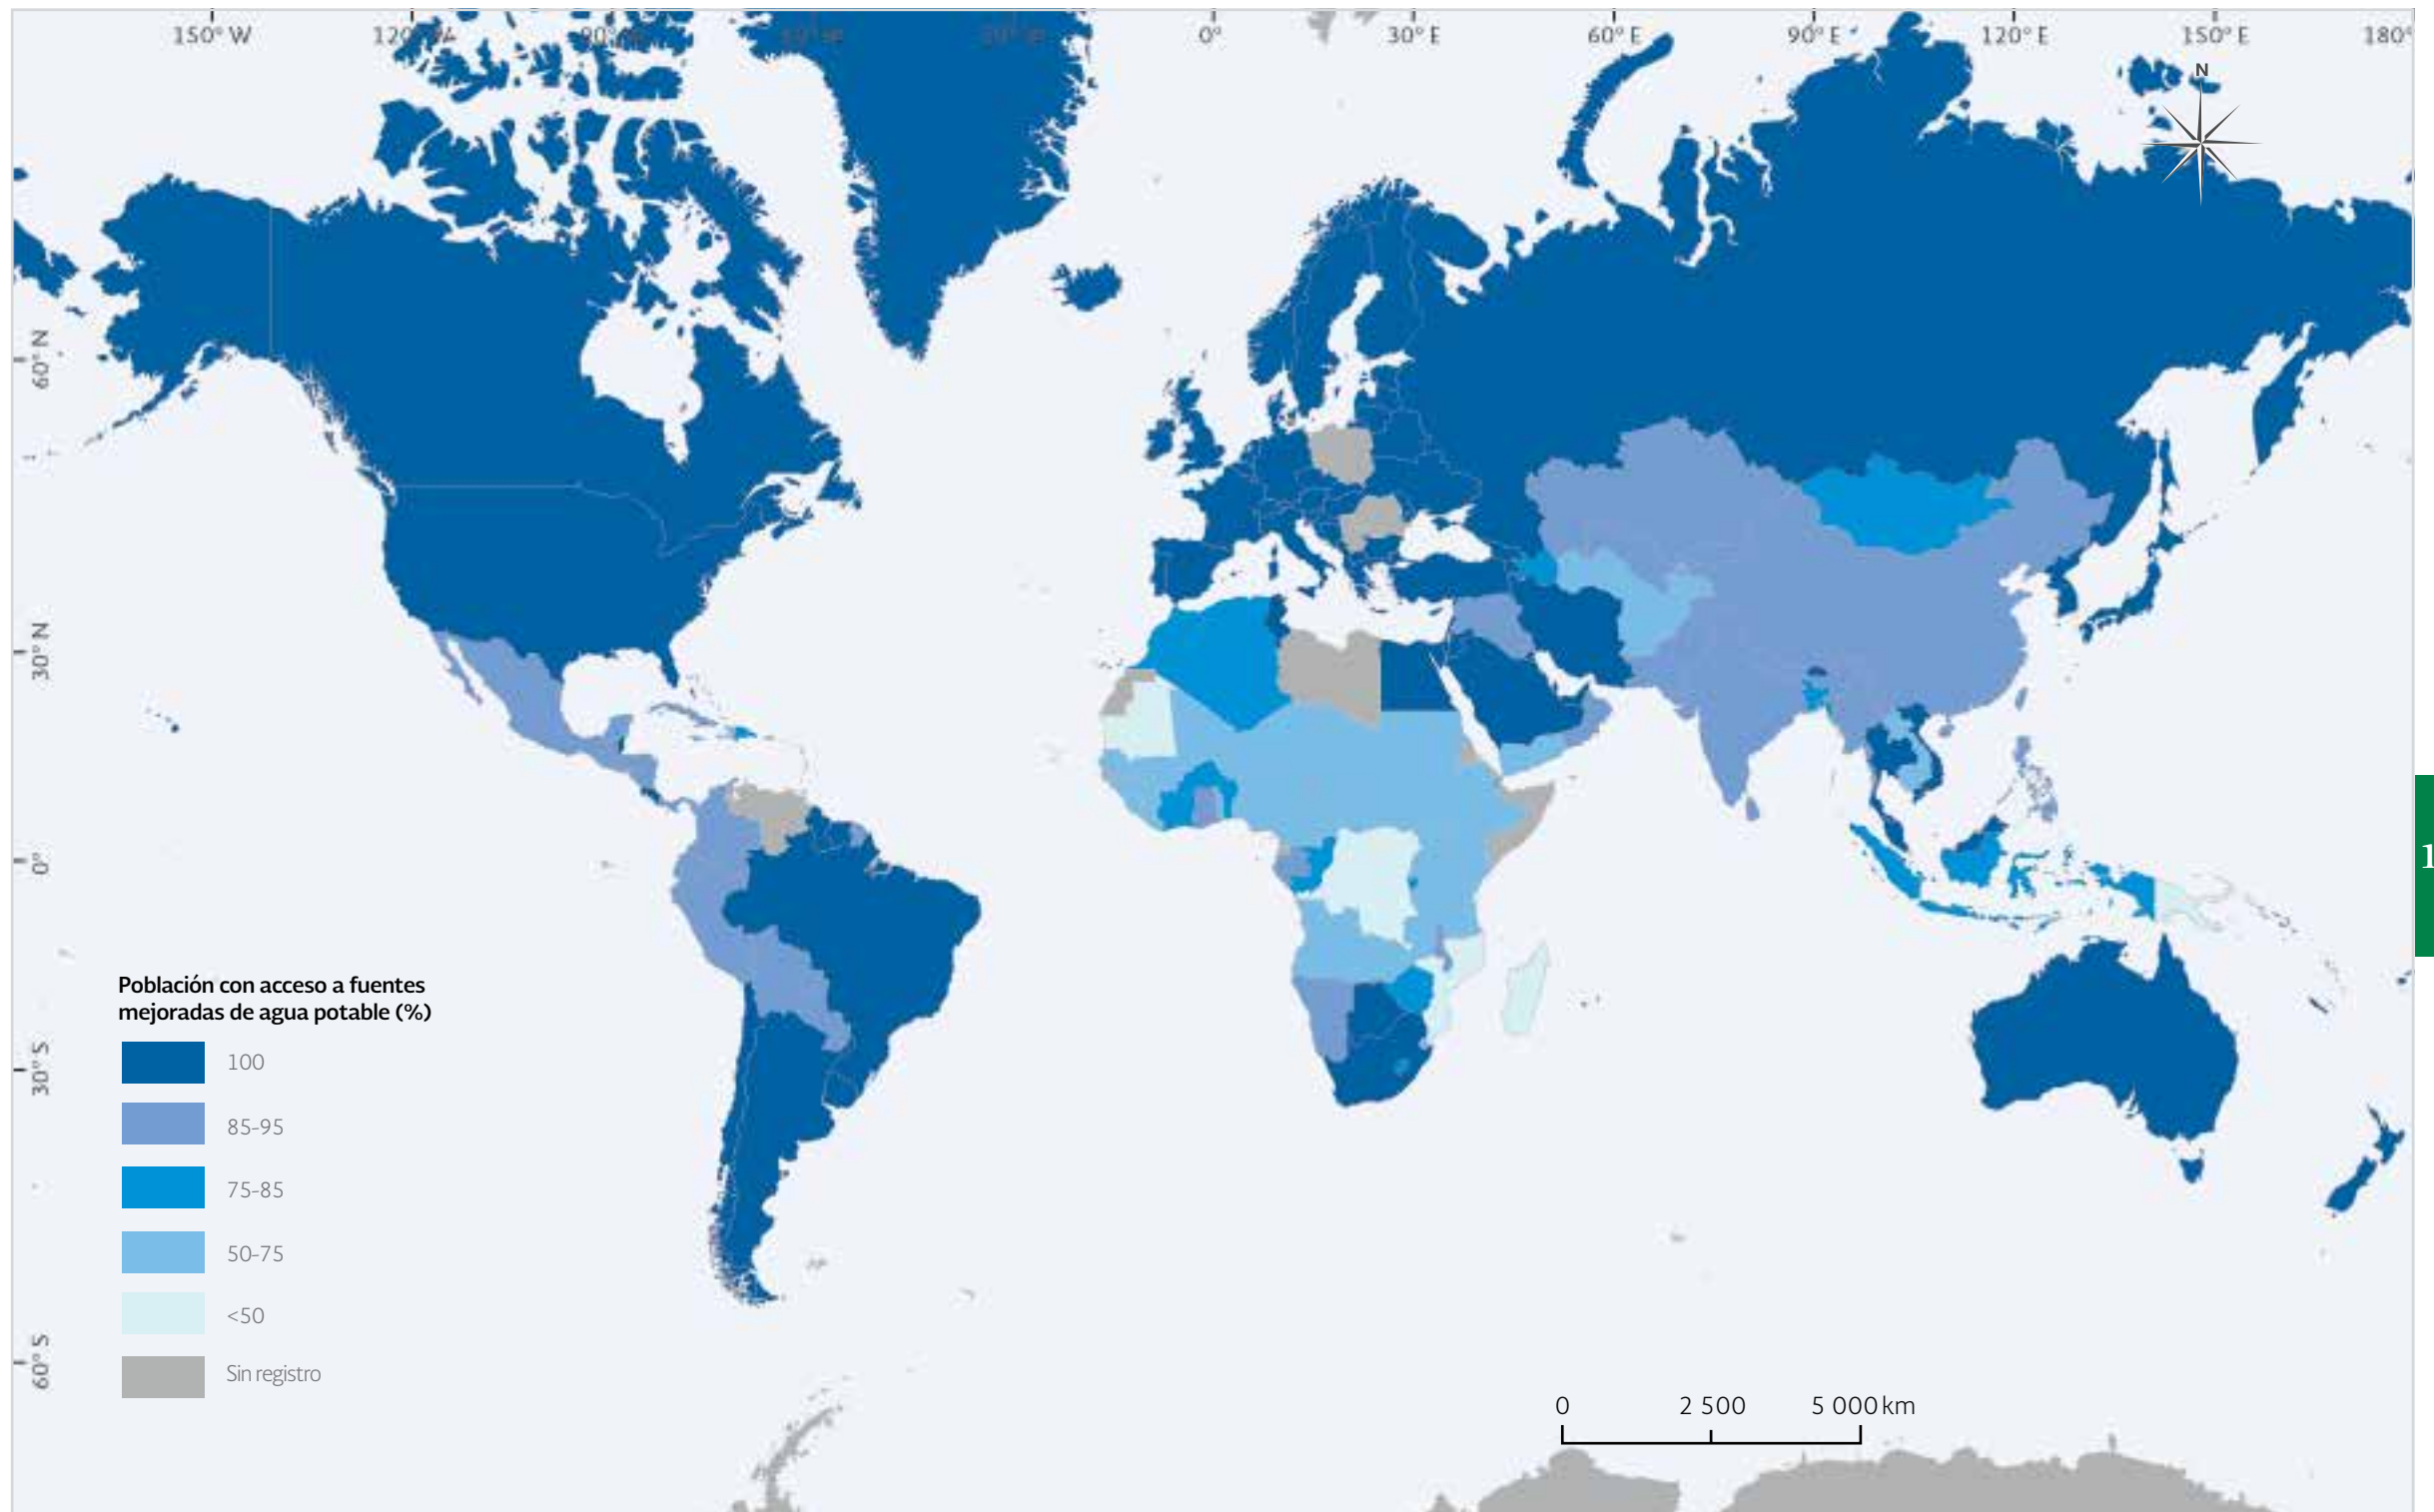 150° W
120° W
90° W
0°
30° E
60° E
90° E
120° E
150° E
180°
N
60° N
30° N
0°
30° S
60° S
1
Población con acceso a fuentes
mejoradas de agua potable (%)
100
85-95
75-85
50-75
<50
Sin registro
0 2 500 5 000 km